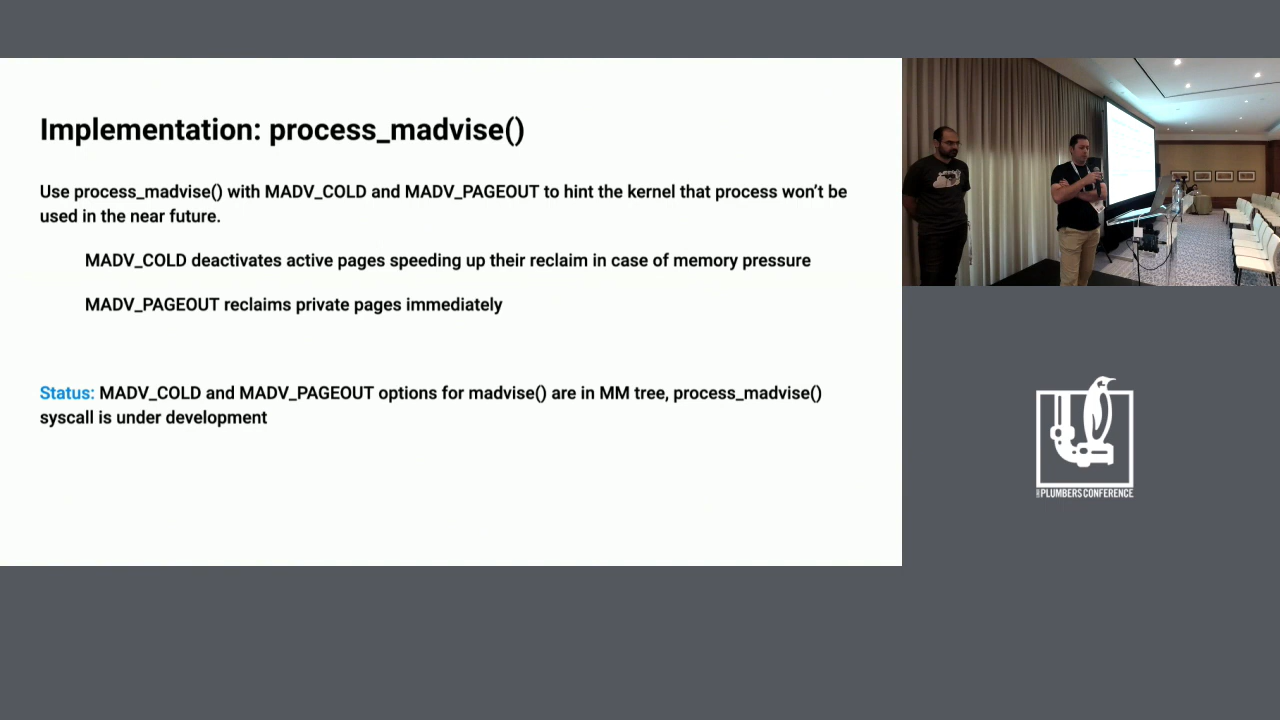 Implementation: process_madvise()
Use process_madvise() with MADV_COLD and MADV_PAGEOUT to hint the kernel that process won’t be
used in the near future.
MADV_COLD deactivates active pages speeding up their reclaim in case of memory pressure
MADV_PAGEOUT reclaims private pages immediately
Status: MADV_COLD and MADV_PAGEOUT options for madvise() are in MM tree, process_madvise()
syscall is under development
PLUMBERS CONFERENCE